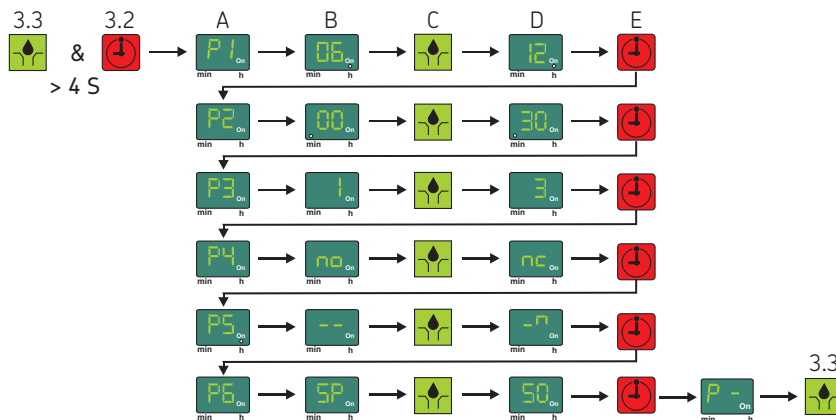 3.3 3.2 A B C D E
& P1 On 06 On 12 On
min h min h min h
> 4 S
P2 On 00 On 30 On
min h min h min h
P3 On 1 On 3 On
min h min h min h
P4 On no On nc On
min h min h min h
P5 On -- On -n On
min h min h min h
3.3
P6 On SP On SO On P - On
min h min h min h min h